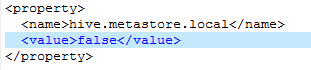 <property>
<name>hive.metastore.local</name>
<value>false</value>
</property>